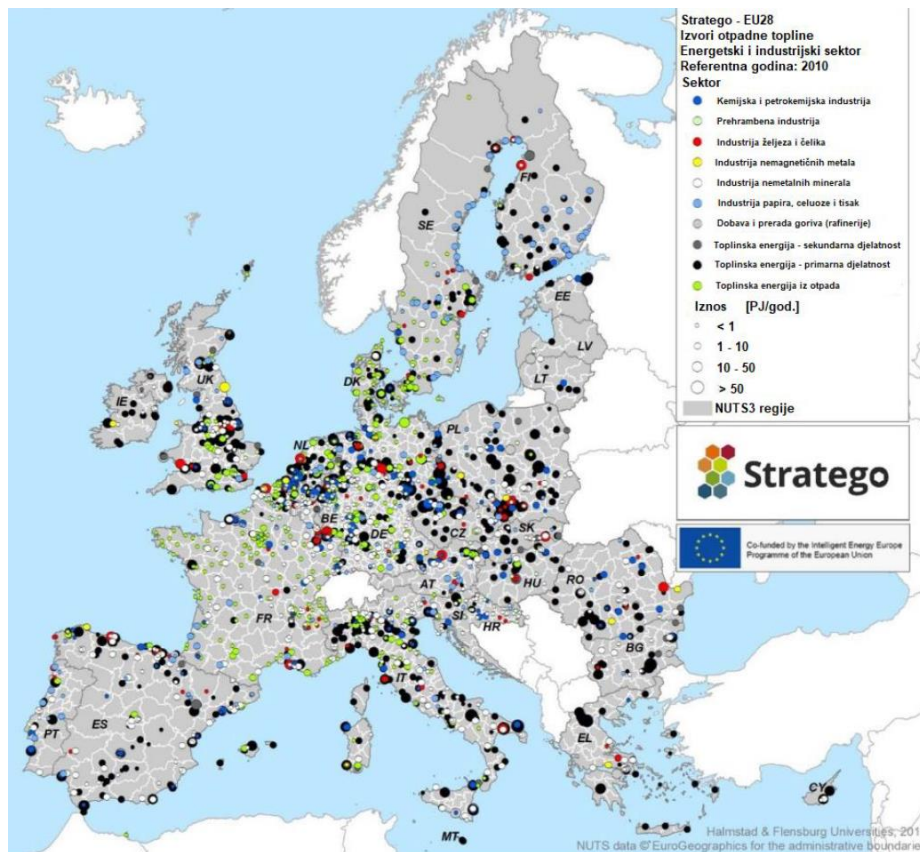 Stratego - EU28
Izvori otpadne topline
Energetski i industrijski sektor
Referentna godina: 2010
Sektor
Kemijska i petrokemijska industrija
Prehrambena industrija
Industrija željeza i čelika
Industrija nemagnetičnih metala
Industrija nemetalnih minerala
Industrija papira, celuoze i tisak
Dobava i prerada goriva (rafinerije)
Toplinska energija - sekundarna djelatnost
Toplinska energija - primarna djelatnost
Toplinska energija iz otpada
Iznos [PJ/god.]
< 1
1 - 10
10 - 50
> 50
NUTS3 regije
Stratego
Co-funded by the Intelligent Energy Europe
Programme of the European Union
FI
SE
EE
LV
LT
DK
UK
IE
NL
PL
BE
DE
CZ
SK
AT
HU
RO
FR
SI
HR
BG
IT
PT
ES
EL
CY
MT
Halmstad & Flensburg Universities, 201
NUTS data © EuroGeographics for the administrative boundarie